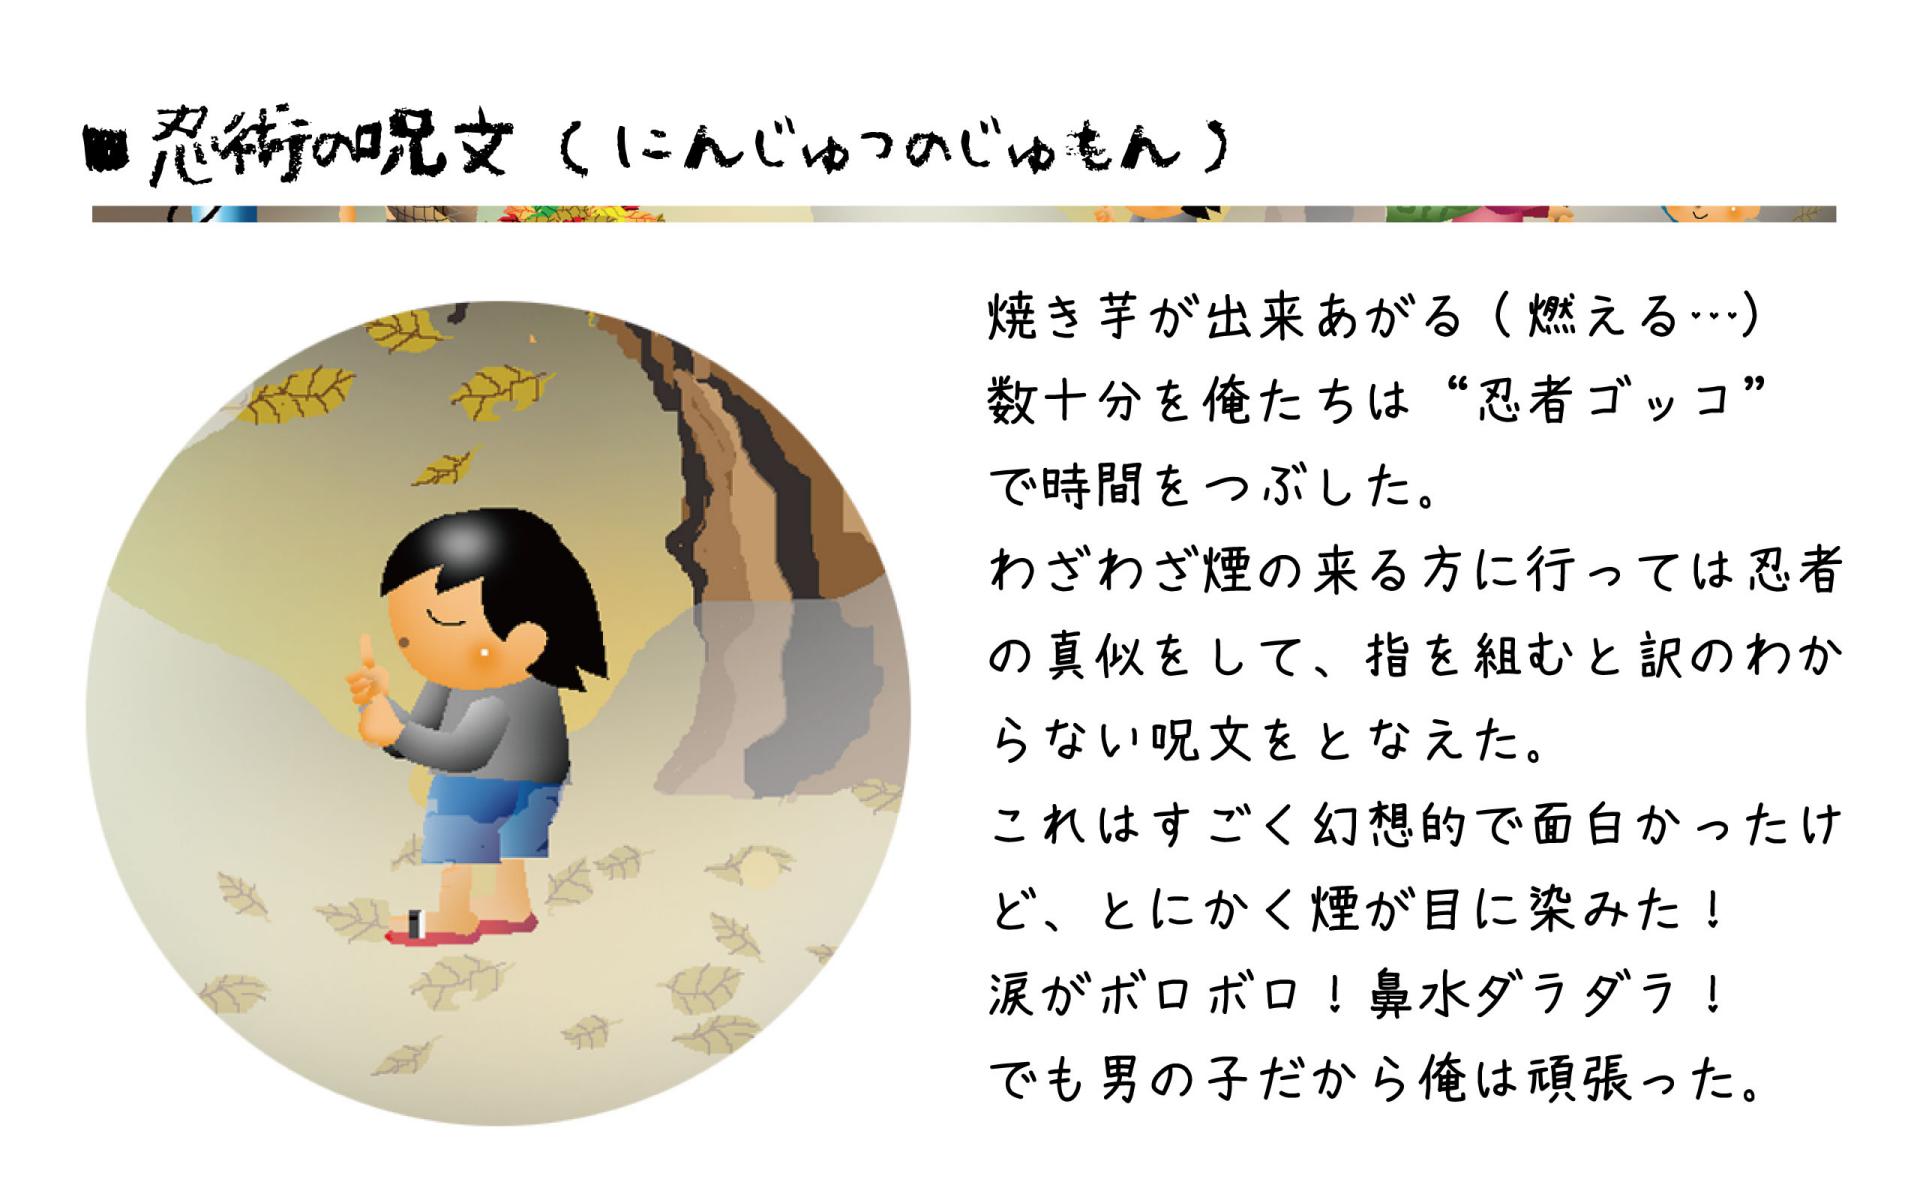 ■忍術の呪文（にんじゅつのじゅもん）
焼き芋が出来あがる（燃える…）
数十分を俺たちは“忍者ゴッコ”
で時間をつぶした。
わざわざ煙の来る方に行っては忍者
の真似をして、指を組むと訳のわか
らない呪文をとなえた。
これはすごく幻想的で面白かったけ
ど、とにかく煙が目に染みた！
涙がボロボロ！鼻水ダラダラ！
でも男の子だから俺は頑張った。